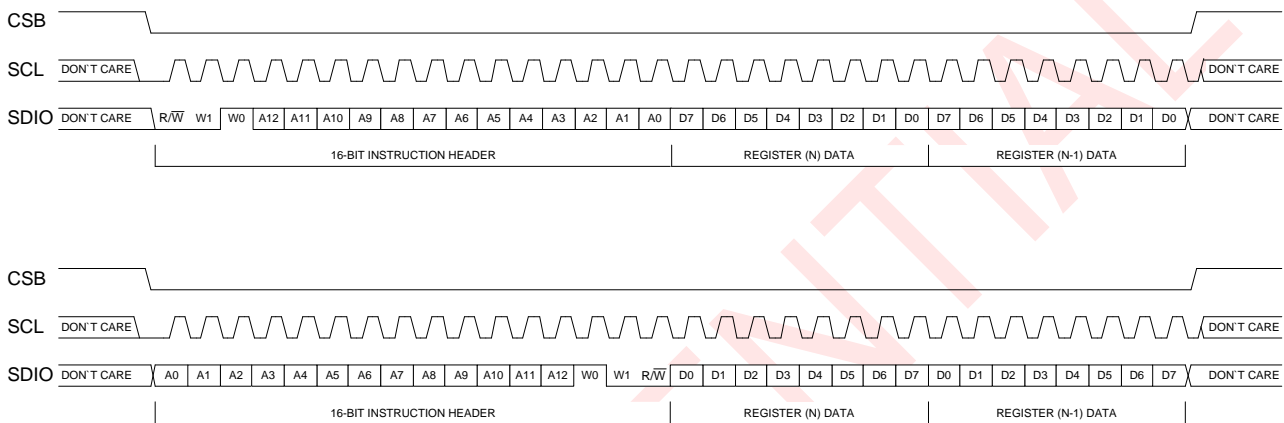 CSB
SCL DON`T CARE DON`T CARE
SDIO DON`T CARE R/W̅ W1 W0 A12 A11 A10 A9 A8 A7 A6 A5 A4 A3 A2 A1 A0 D7 D6 D5 D4 D3 D2 D1 D0 D7 D6 D5 D4 D3 D2 D1 D0 DON`T CARE
16-BIT INSTRUCTION HEADER REGISTER (N) DATA REGISTER (N-1) DATA
CSB
SCL DON`T CARE DON`T CARE
SDIO DON`T CARE A0 A1 A2 A3 A4 A5 A6 A7 A8 A9 A10 A11 A12 W0 W1 R/W̅ D0 D1 D2 D3 D4 D5 D6 D7 D0 D1 D2 D3 D4 D5 D6 D7 DON`T CARE
16-BIT INSTRUCTION HEADER REGISTER (N) DATA REGISTER (N-1) DATA